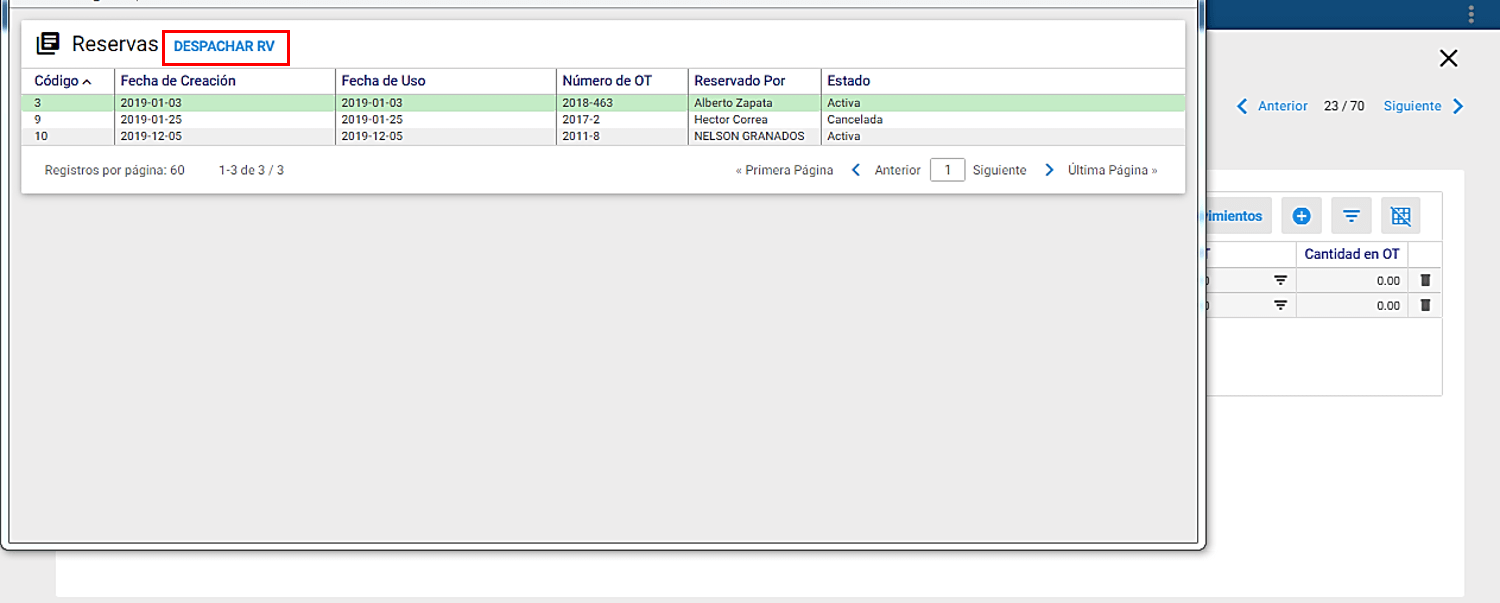 Reservas DESPACHAR RV
Código Fecha de Creación Fecha de Uso Número de OT Reservado Por Estado
3 2019-01-03 2019-01-03 2018-463 Alberto Zapata Activa
9 2019-01-25 2019-01-25 2017-2 Hector Correa Cancelada
10 2019-12-05 2019-12-05 2011-8 NELSON GRANADOS Activa
Registros por página: 60 1-3 de 3 / 3 « Primera Página Anterior 1 Siguiente Última Página »
Anterior 23 / 70 Siguiente
imientos
Cantidad en OT
0.00
0.00